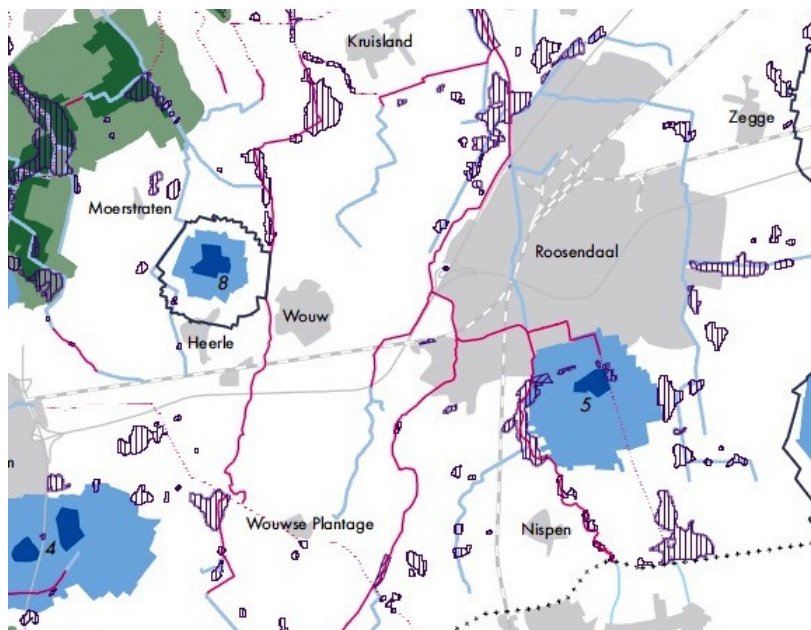 Kruisland
Zegge
Moerstraten
Roosendaal
8
Wouw
Heerle
5
m
Wouwse Plantage
Nispen
4